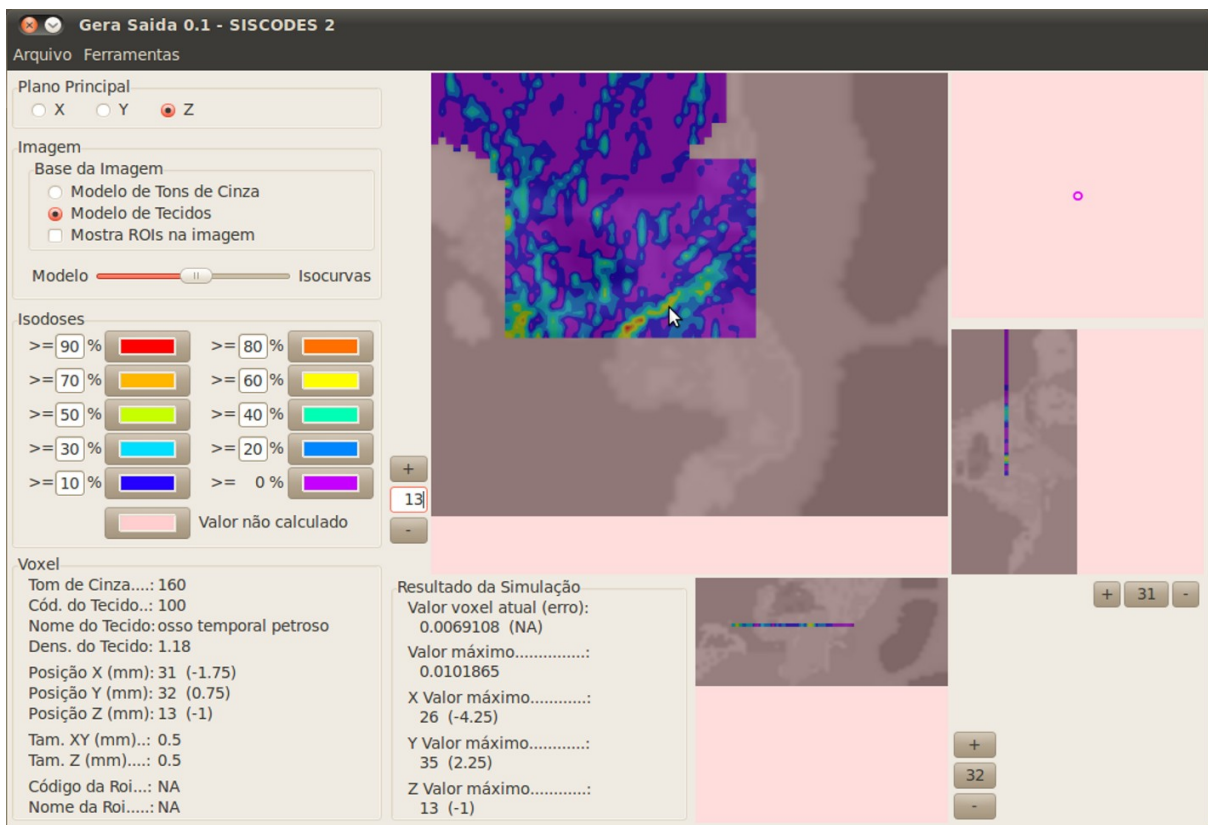 Gera Saida 0.1 - SISCODES 2
Arquivo Ferramentas
Plano Principal
X Y Z
Imagem
Base da Imagem
Modelo de Tons de Cinza
Modelo de Tecidos
Mostra ROIs na imagem
Modelo Isocurvas
Isodoses
>= 90 % >= 80 %
>= 70 % >= 60 %
>= 50 % >= 40 %
>= 30 % >= 20 %
>= 10 % >= 0 %
Valor não calculado
+
13
-
Voxel
Tom de Cinza....: 160
Cód. do Tecido..: 100
Nome do Tecido: osso temporal petroso
Dens. do Tecido: 1.18
Posição X (mm): 31 (-1.75)
Posição Y (mm): 32 (0.75)
Posição Z (mm): 13 (-1)
Tam. XY (mm)..: 0.5
Tam. Z (mm)....: 0.5
Código da Roi...: NA
Nome da Roi.....: NA
Resultado da Simulação
Valor voxel atual (erro):
0.0069108 (NA)
Valor máximo...............:
0.0101865
X Valor máximo............:
26 (-4.25)
Y Valor máximo............:
35 (2.25)
Z Valor máximo............:
13 (-1)
+ 31 -
+
32
-